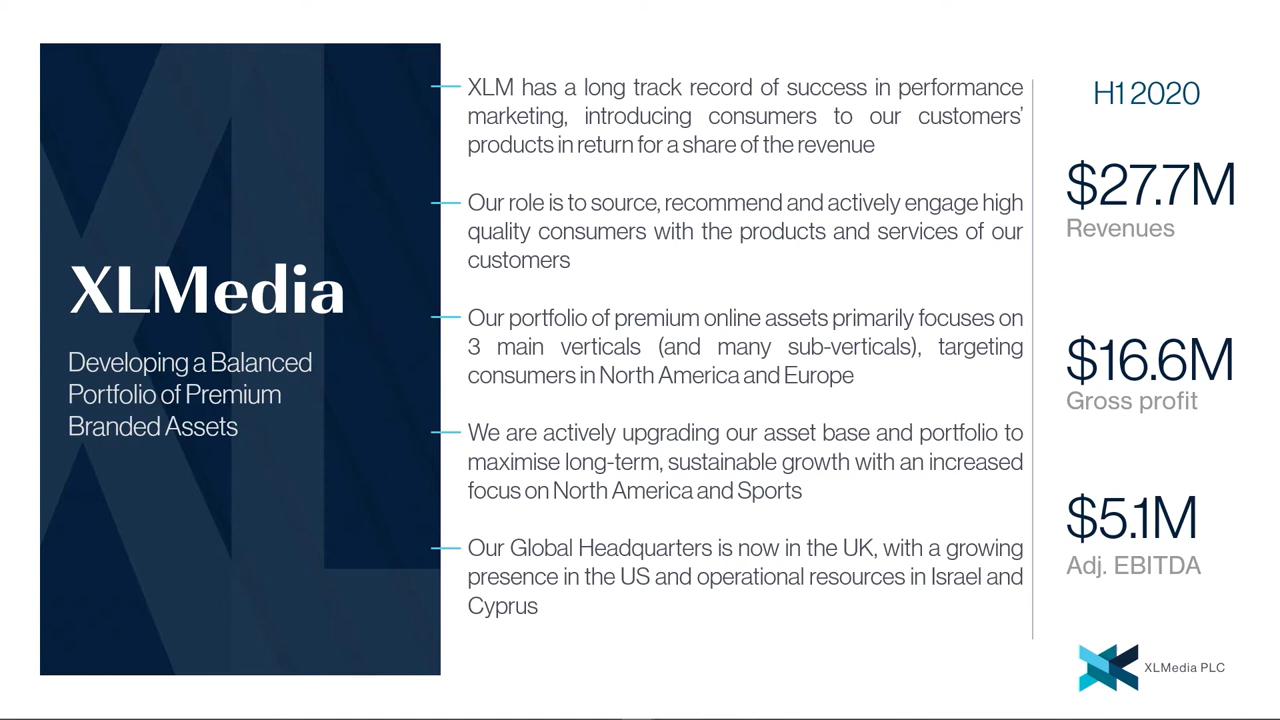 XLMedia
Developing a Balanced
Portfolio of Premium
Branded Assets
XLM has a long track record of success in performance
marketing, introducing consumers to our customers'
products in return for a share of the revenue
Our role is to source, recommend and actively engage high
quality consumers with the products and services of our
customers
Our portfolio of premium online assets primarily focuses on
3 main verticals (and many sub-verticals), targeting
consumers in North America and Europe
We are actively upgrading our asset base and portfolio to
maximise long-term, sustainable growth with an increased
focus on North America and Sports
Our Global Headquarters is now in the UK, with a growing
presence in the US and operational resources in Israel and
Cyprus
H1 2020
$27.7M
Revenues
$16.6M
Gross profit
$5.1M
Adj. EBITDA
XLMedia PLC